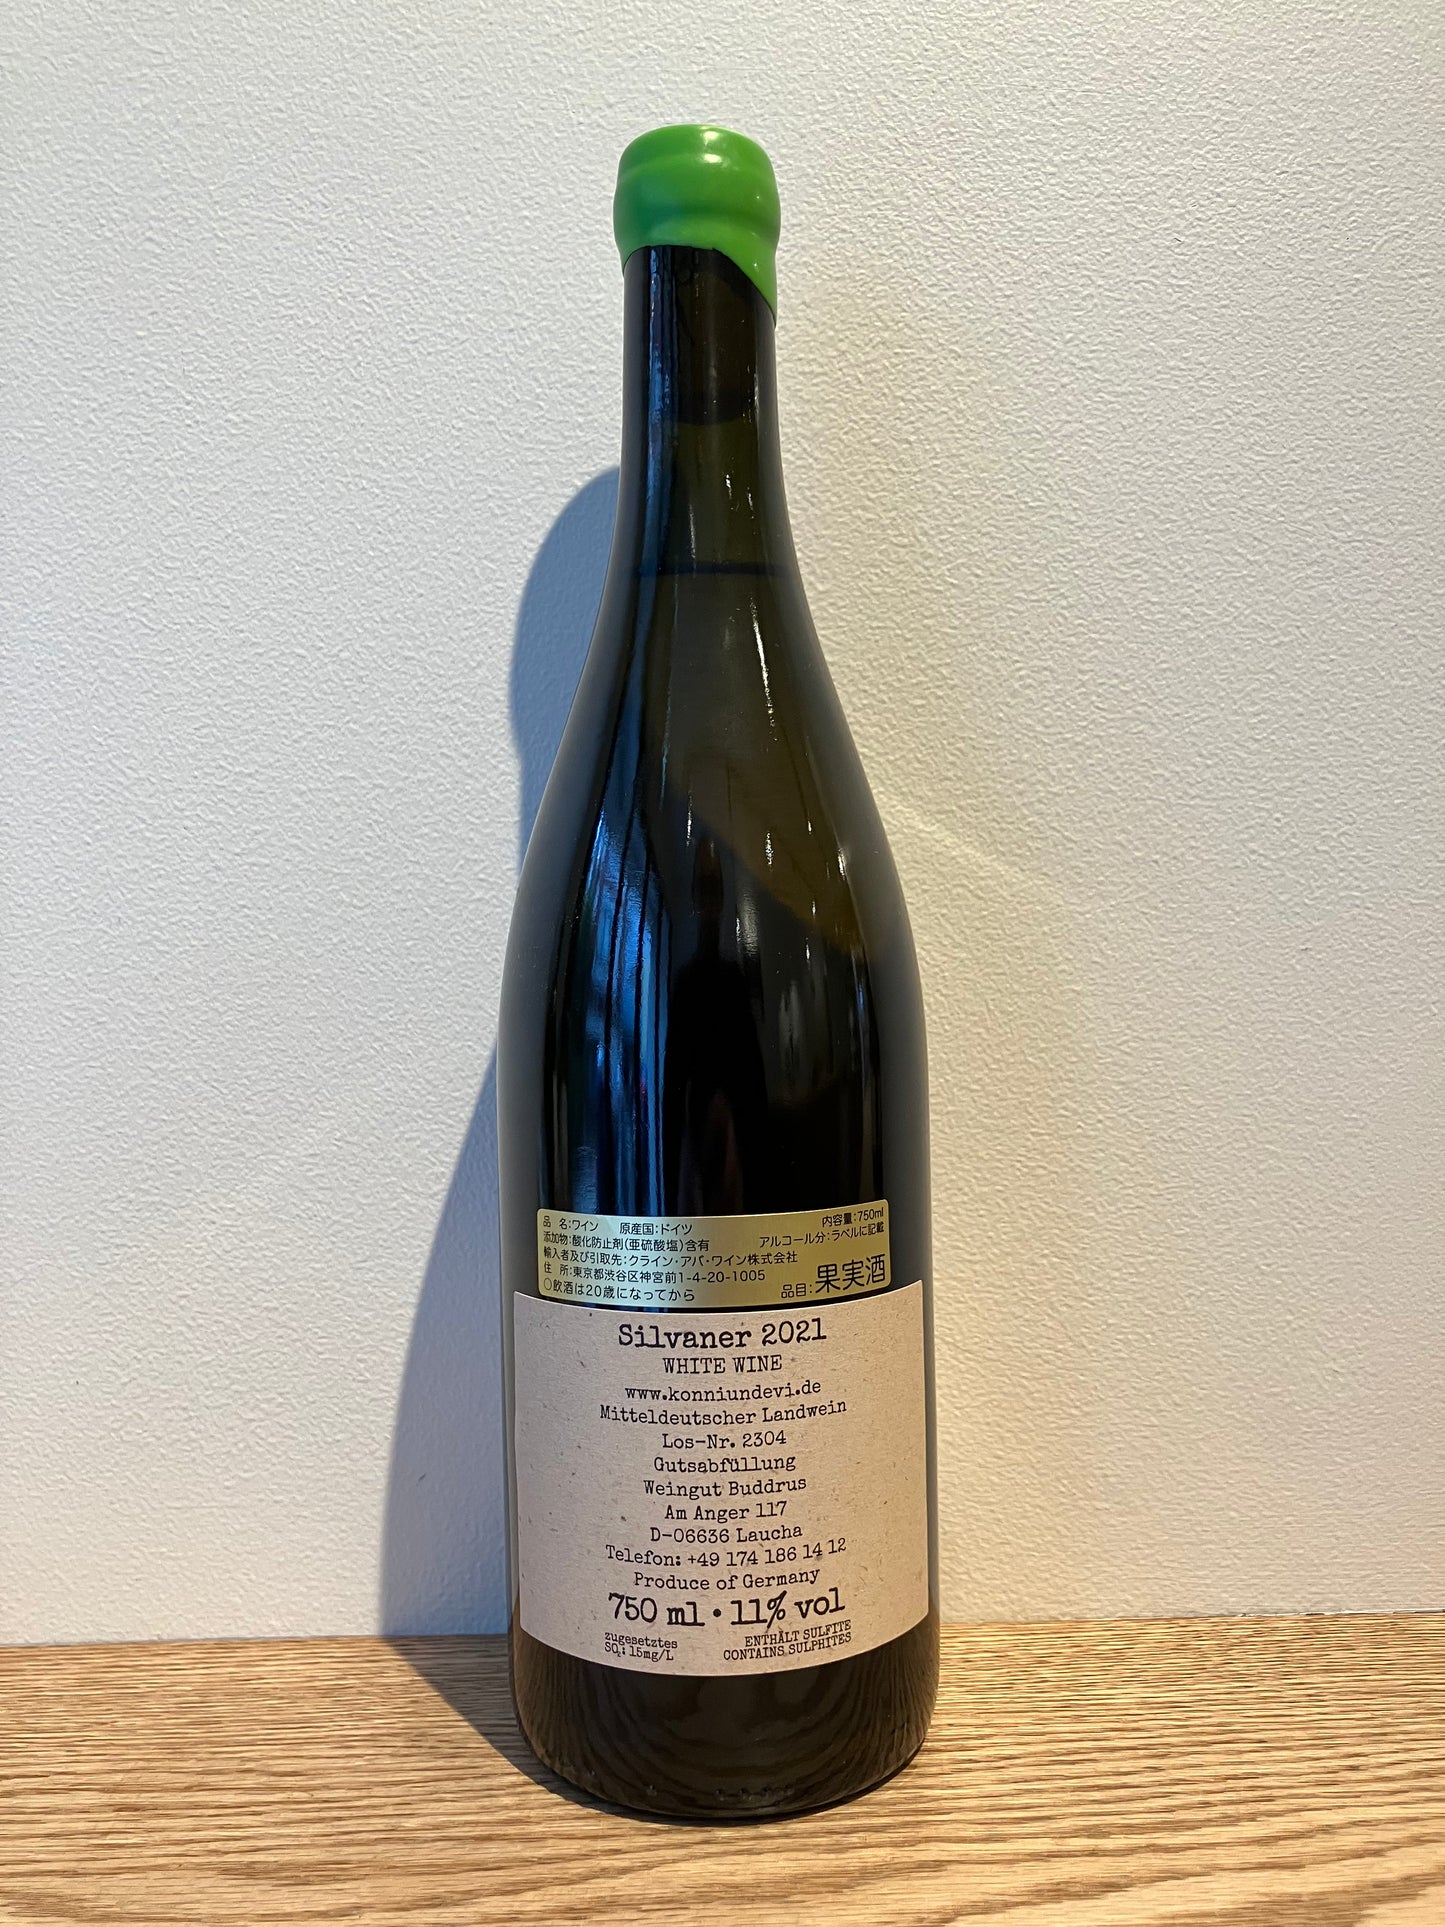 品 名:ワイン 原産国:ドイツ 内容量:750ml
添加物:酸化防止剤(亜硫酸塩)含有 アルコール分:ラベルに記載
輸入者及び引取先:クライン・アパ・ワイン株式会社
住 所:東京都渋谷区神宮前1-4-20-1005
○飲酒は20歳になってから 品目:果実酒
Silvaner 2021
WHITE WINE
www.konniundevi.de
Mitteldeutscher Landwein
Los-Nr. 2304
Gutsabfüllung
Weingut Buddrus
Am Anger 117
D-06636 Laucha
Telefon: +49 174 186 14 12
Produce of Germany
750 ml • 11% vol
zugesetztes
SO₂: 15mg/L
ENTHÄLT SULFITE
CONTAINS SULPHITES